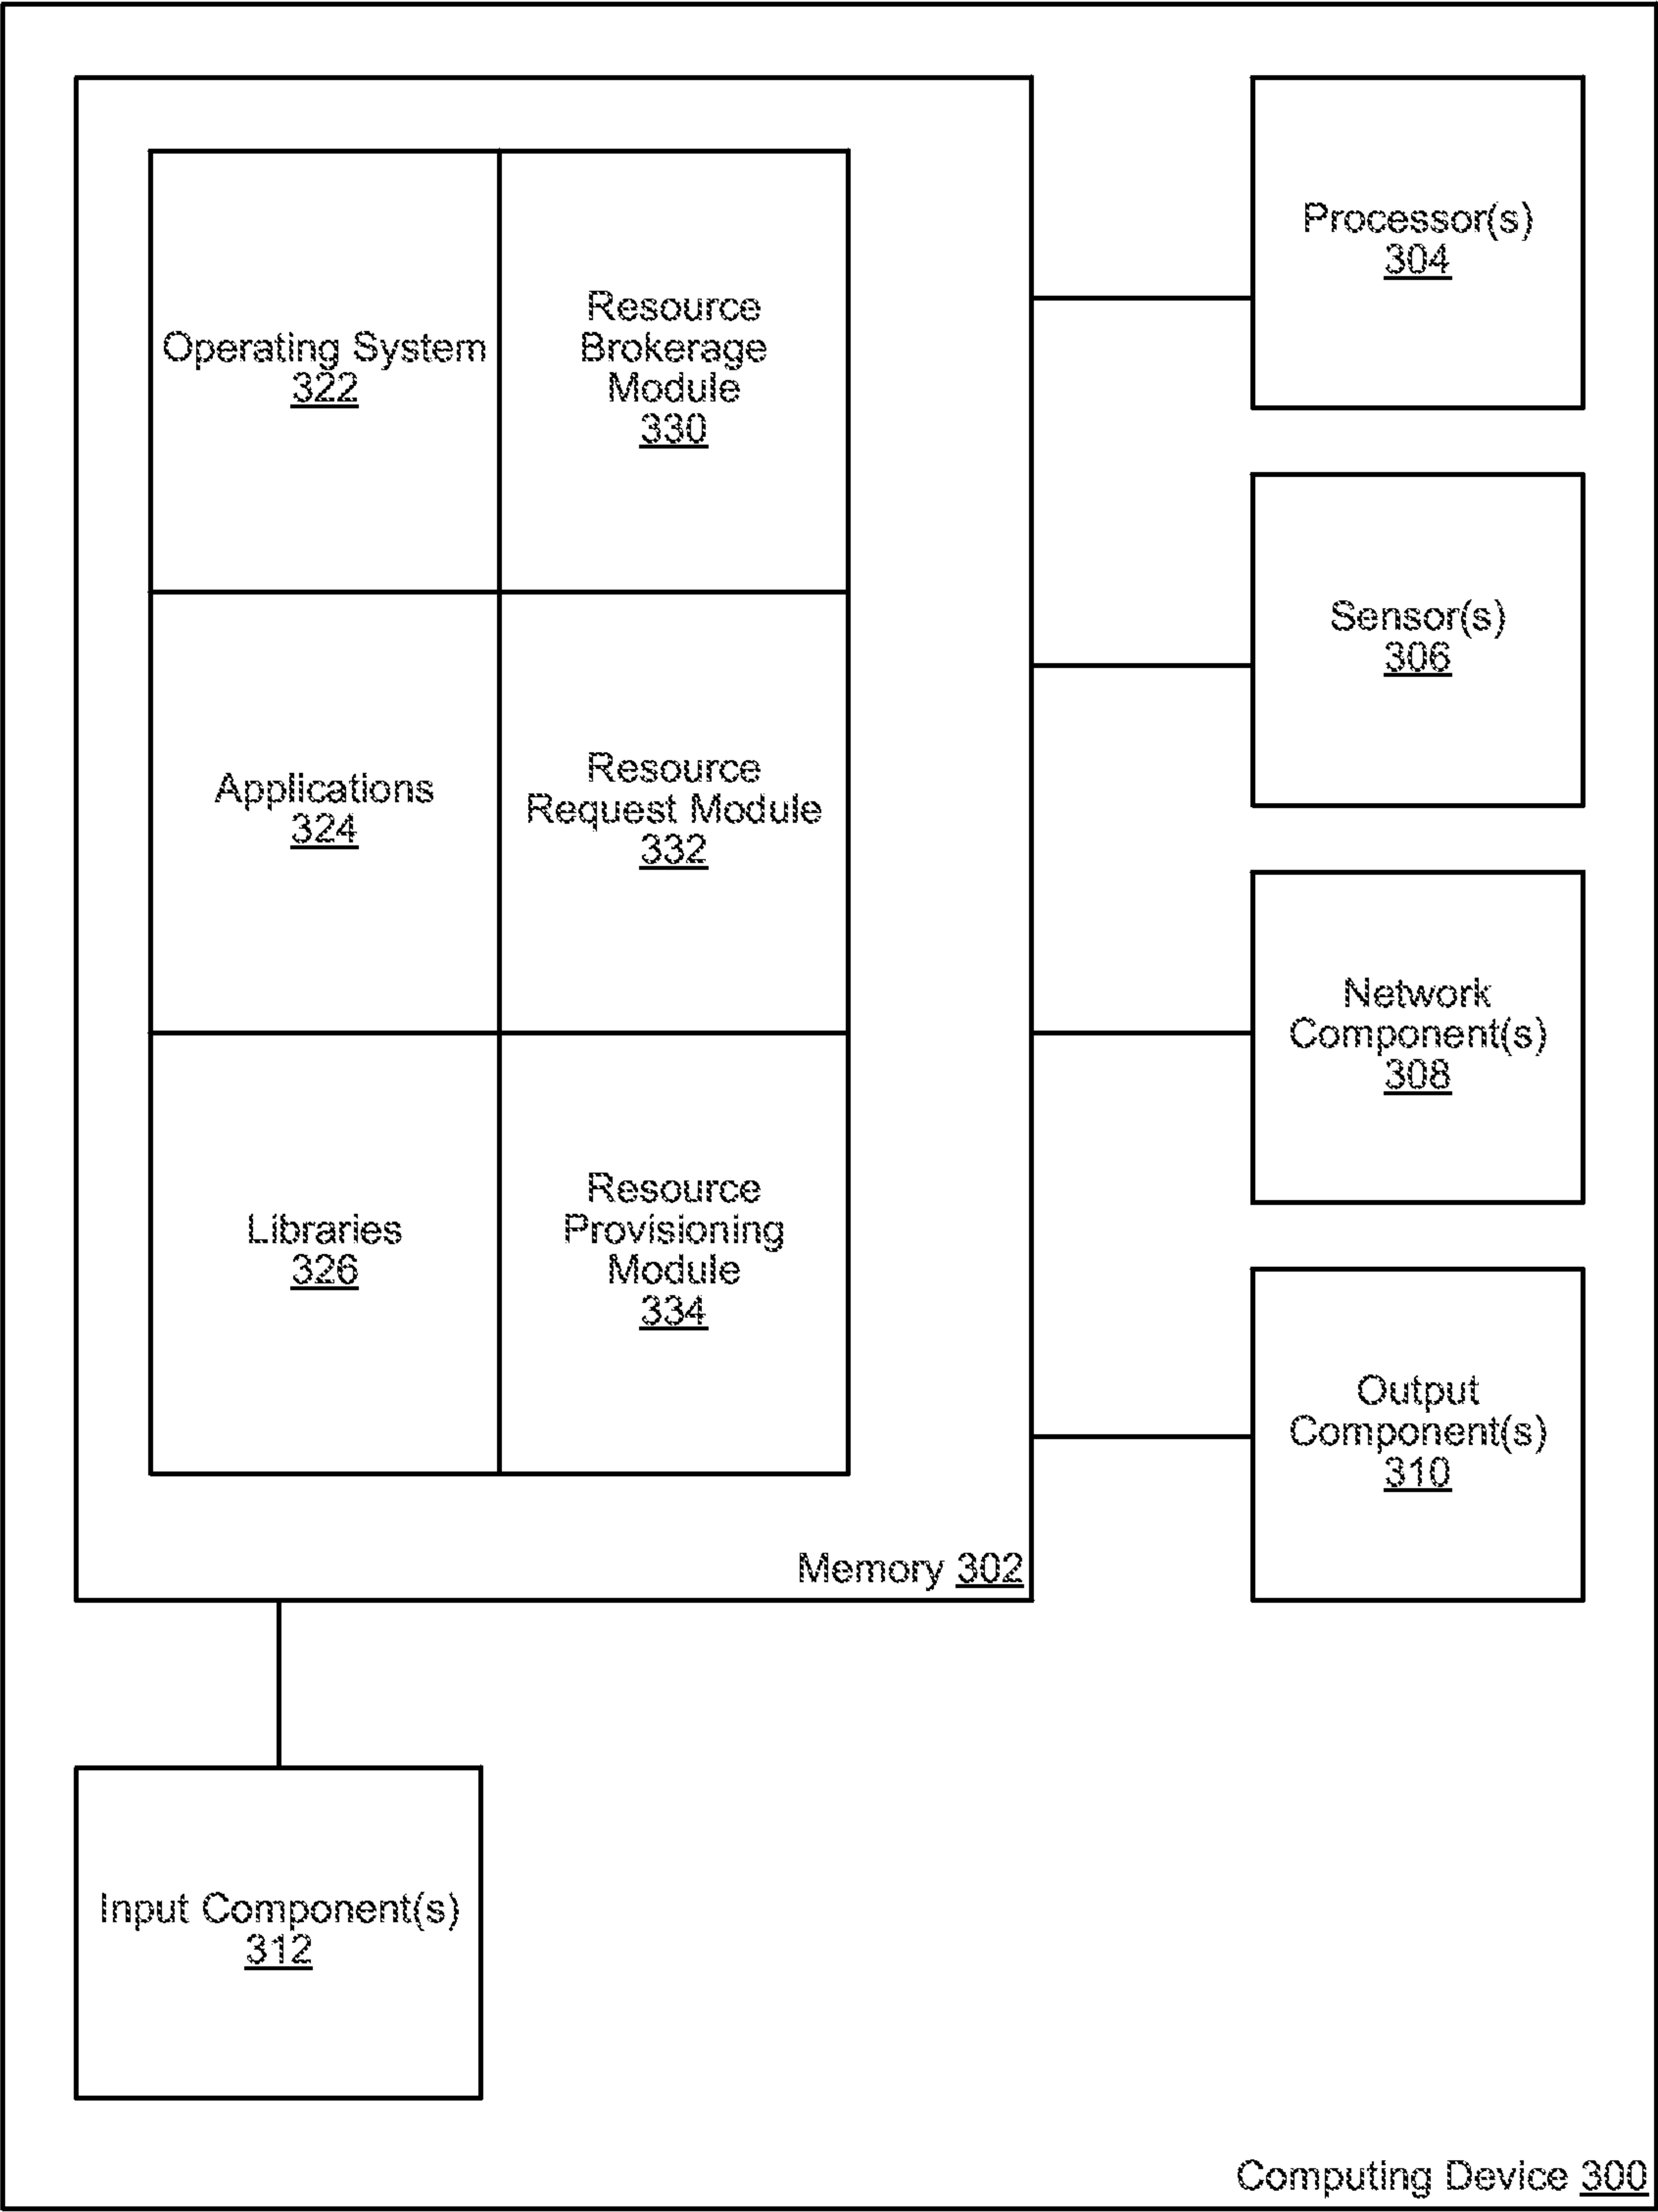 Processor(s)
304
Operating System
322
Resource
Brokerage
Module
330
Sensor(s)
306
Applications
324
Resource
Request Module
332
Network
Component(s)
308
Libraries
326
Resource
Provisioning
Module
334
Output
Component(s)
310
Memory 302
Input Component(s)
312
Computing Device 300